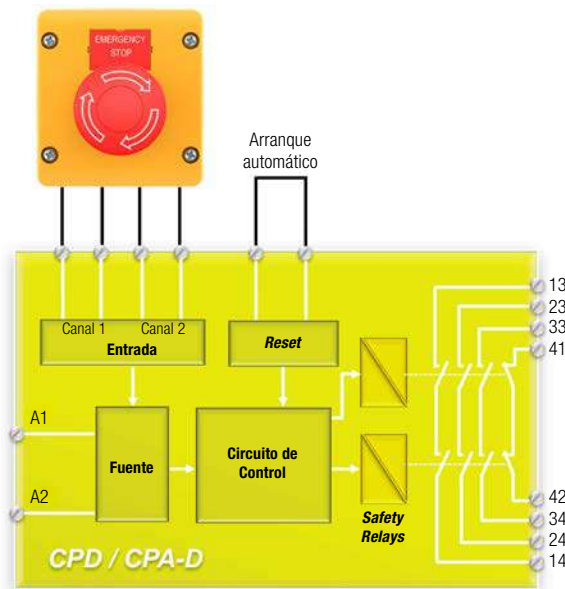 EMERGENCY
STOP
Arranque
automático
Canal 1 Canal 2
Entrada
Reset
13
23
33
41
A1
A2
Fuente
Circuito de
Control
Safety
Relays
42
34
24
14
CPD / CPA-D